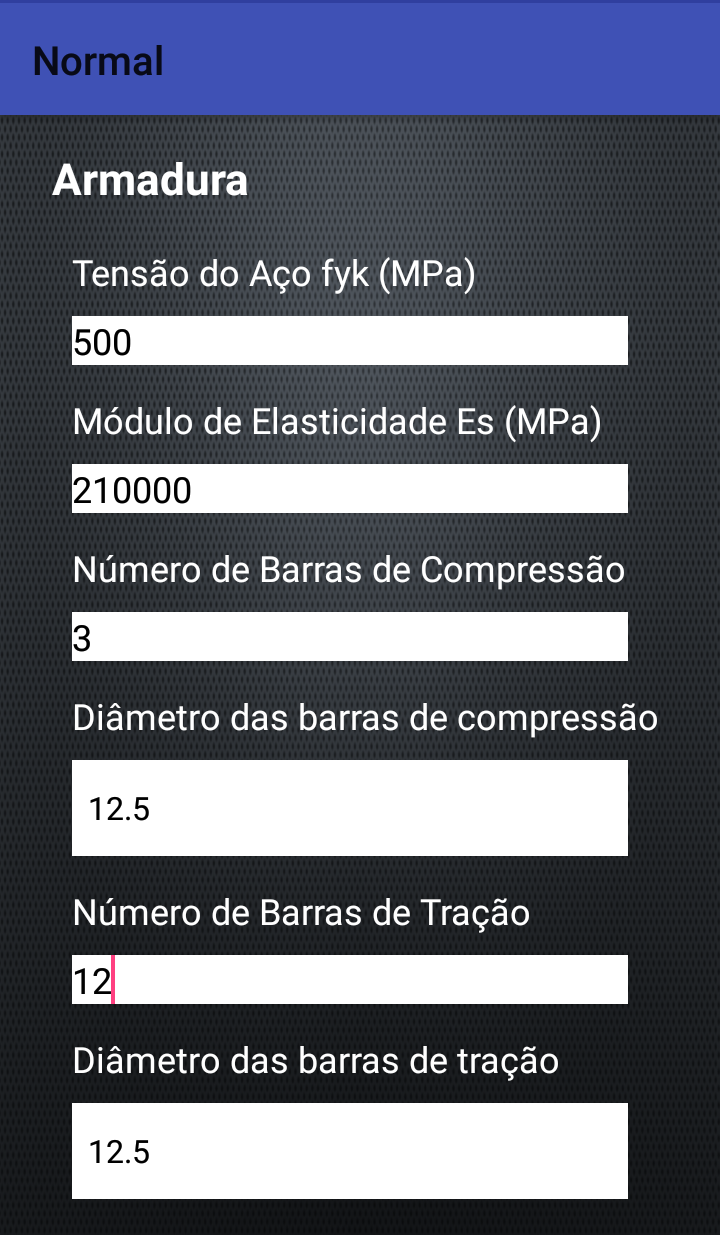 Normal
Armadura
Tensão do Aço fyk (MPa)
500
Módulo de Elasticidade Es (MPa)
210000
Número de Barras de Compressão
3
Diâmetro das barras de compressão
12.5
Número de Barras de Tração
12
Diâmetro das barras de tração
12.5